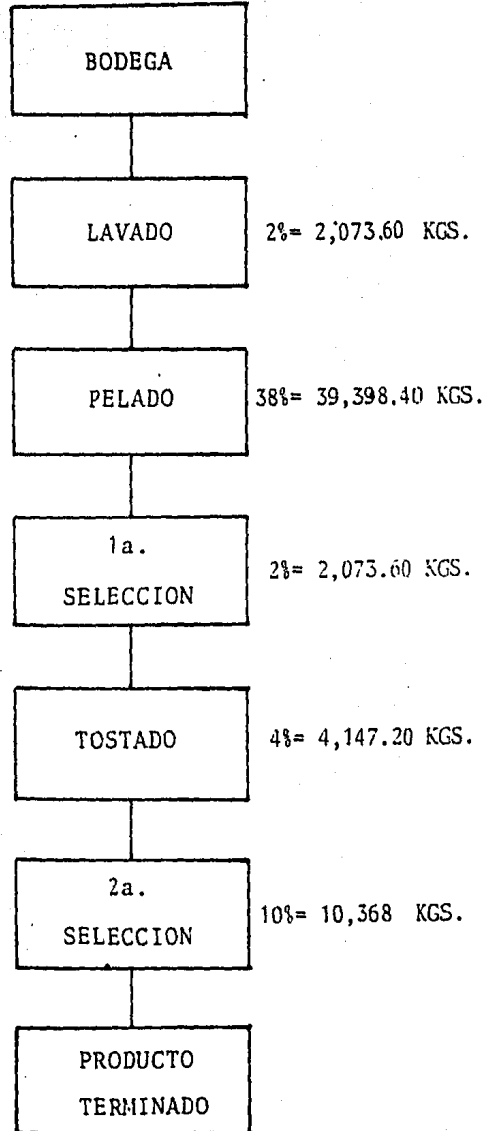 BODEGA
LAVADO 2%= 2,073.60 KGS.
PELADO 38%= 39,398.40 KGS.
1a.
SELECCION 2%= 2,073.60 KGS.
TOSTADO 4%= 4,147.20 KGS.
2a.
SELECCION 10%= 10,368 KGS.
PRODUCTO
TERMINADO